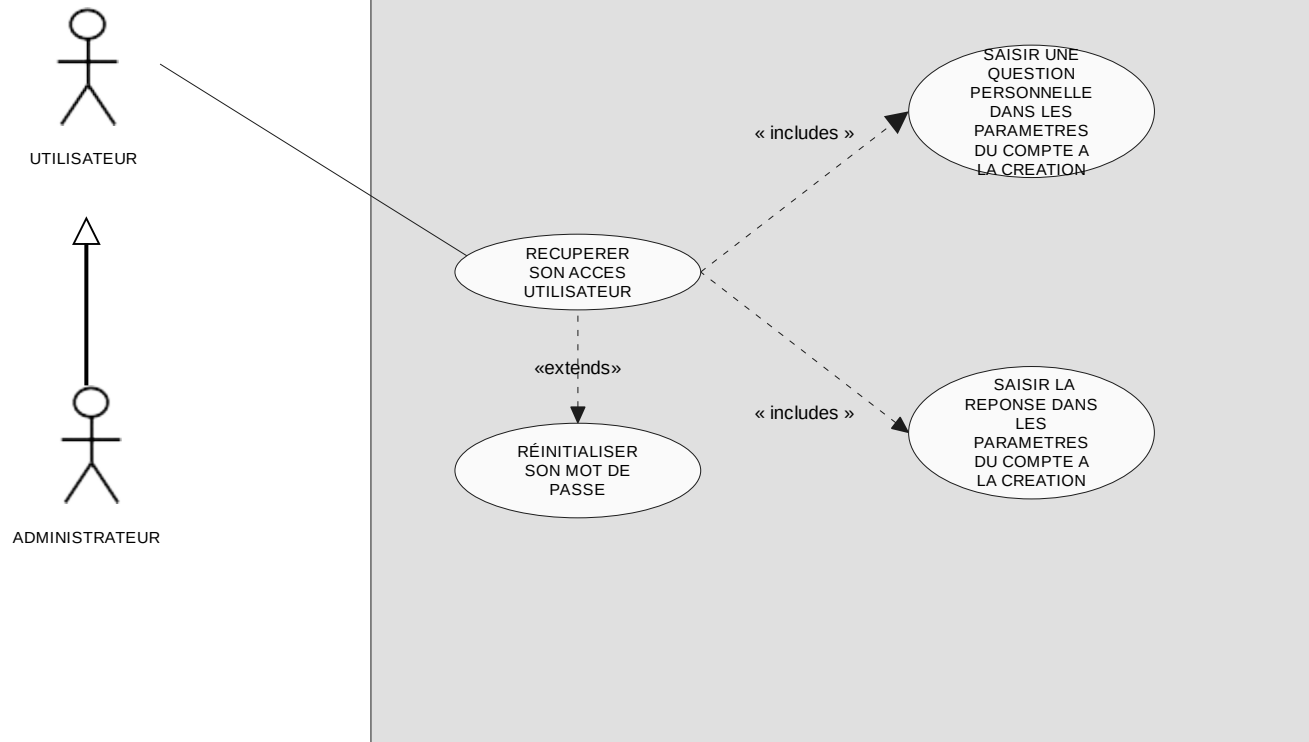 UTILISATEUR
ADMINISTRATEUR
RECUPERER
SON ACCES
UTILISATEUR
«extends»
RÉINITIALISER
SON MOT DE
PASSE
« includes »
SAISIR UNE
QUESTION
PERSONNELLE
DANS LES
PARAMETRES
DU COMPTE A
LA CREATION
« includes »
SAISIR LA
REPONSE DANS
LES
PARAMETRES
DU COMPTE A
LA CREATION